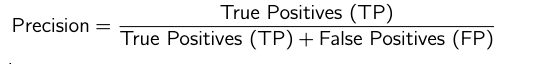 Precision = True Positives (TP) / True Positives (TP) + False Positives (FP)